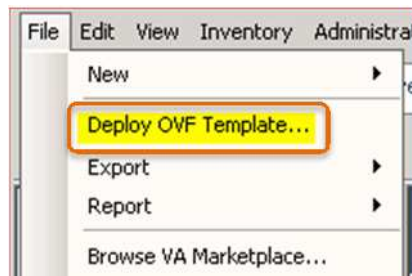 File Edit View Inventory Administra
New
Deploy OVF Template...
Export
Report
Browse VA Marketplace...